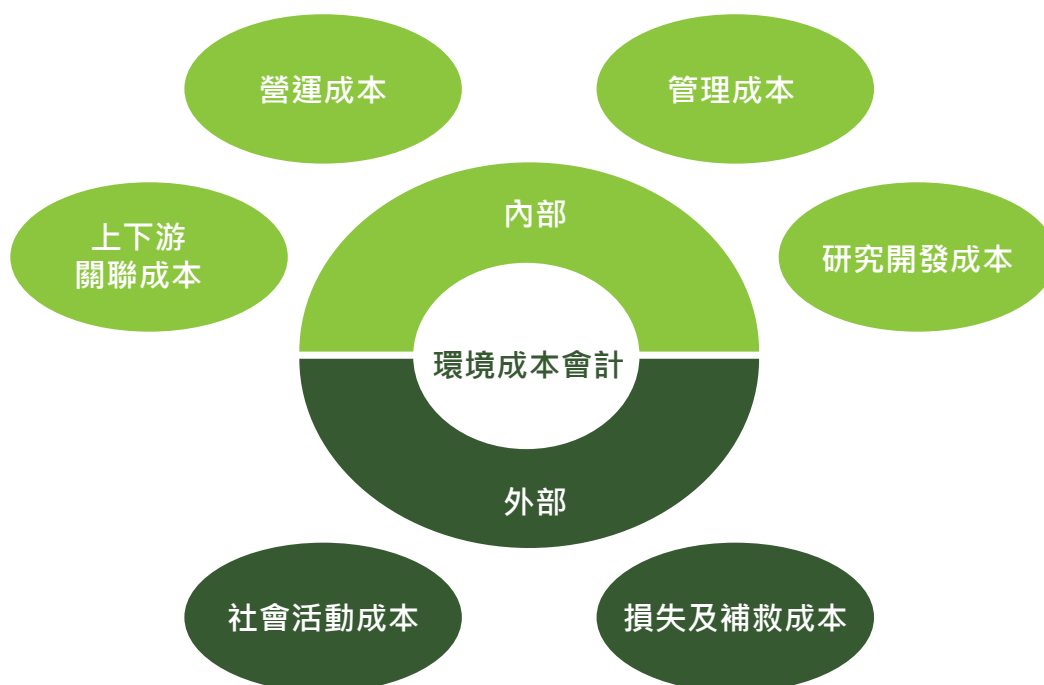 營運成本
管理成本
上下游
關聯成本
內部
研究開發成本
環境成本會計
外部
社會活動成本
損失及補救成本